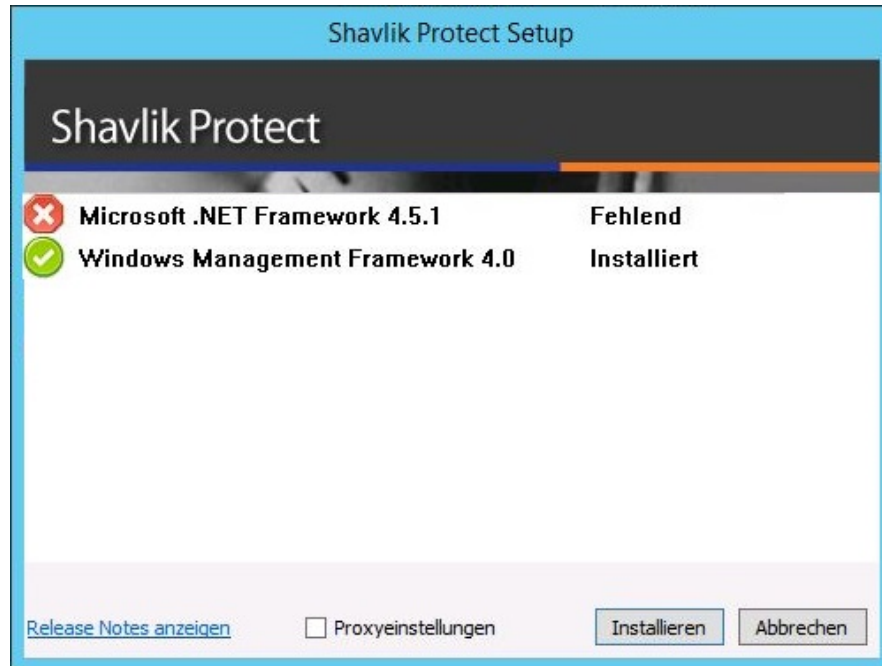 Shavlik Protect Setup
Shavlik Protect
Microsoft .NET Framework 4.5.1 Fehlend
Windows Management Framework 4.0 Installiert
Release Notes anzeigen Proxyeinstellungen Installieren Abbrechen